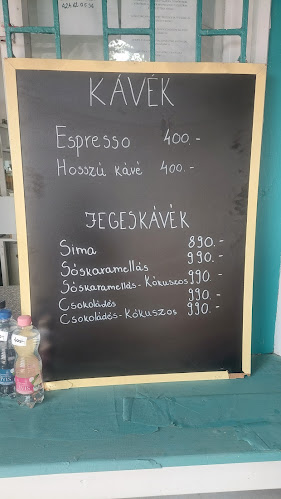 KÁVÉK
Espresso 400.-
Hosszú kávé 400.-
JEGESKÁVÉK
Sima 890.-
Sóskaramellás 990.-
Sóskaramellás-Kókuszos 990.-
Csokoládés 990.-
Csokoládés-Kókuszos 990.-